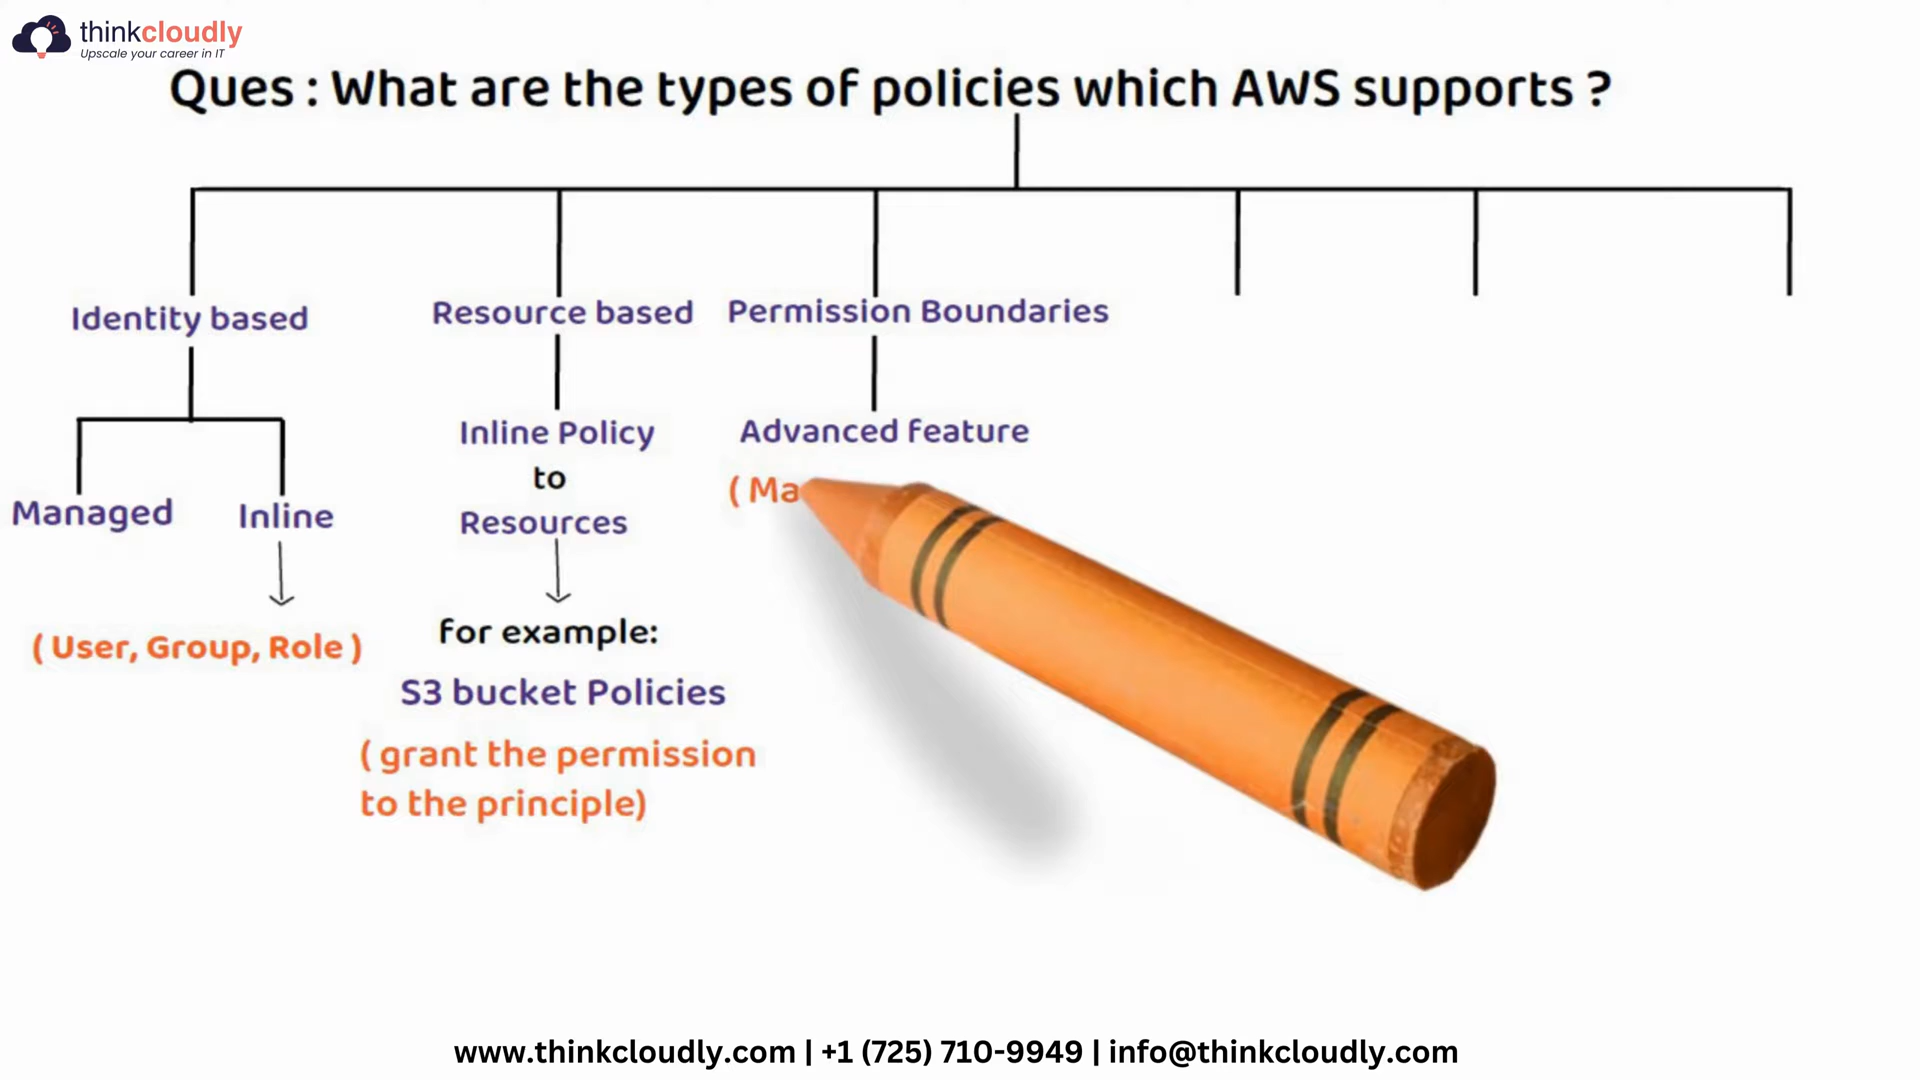 thinkcloudly
Upscale your career in IT
Ques : What are the types of policies which AWS supports ?
Identity based
Resource based
Permission Boundaries
Managed
Inline
( User, Group, Role )
Inline Policy
to
Resources
for example:
S3 bucket Policies
( grant the permission
to the principle)
Advanced feature
( Ma
www.thinkcloudly.com | +1 (725) 710-9949 | info@thinkcloudly.com